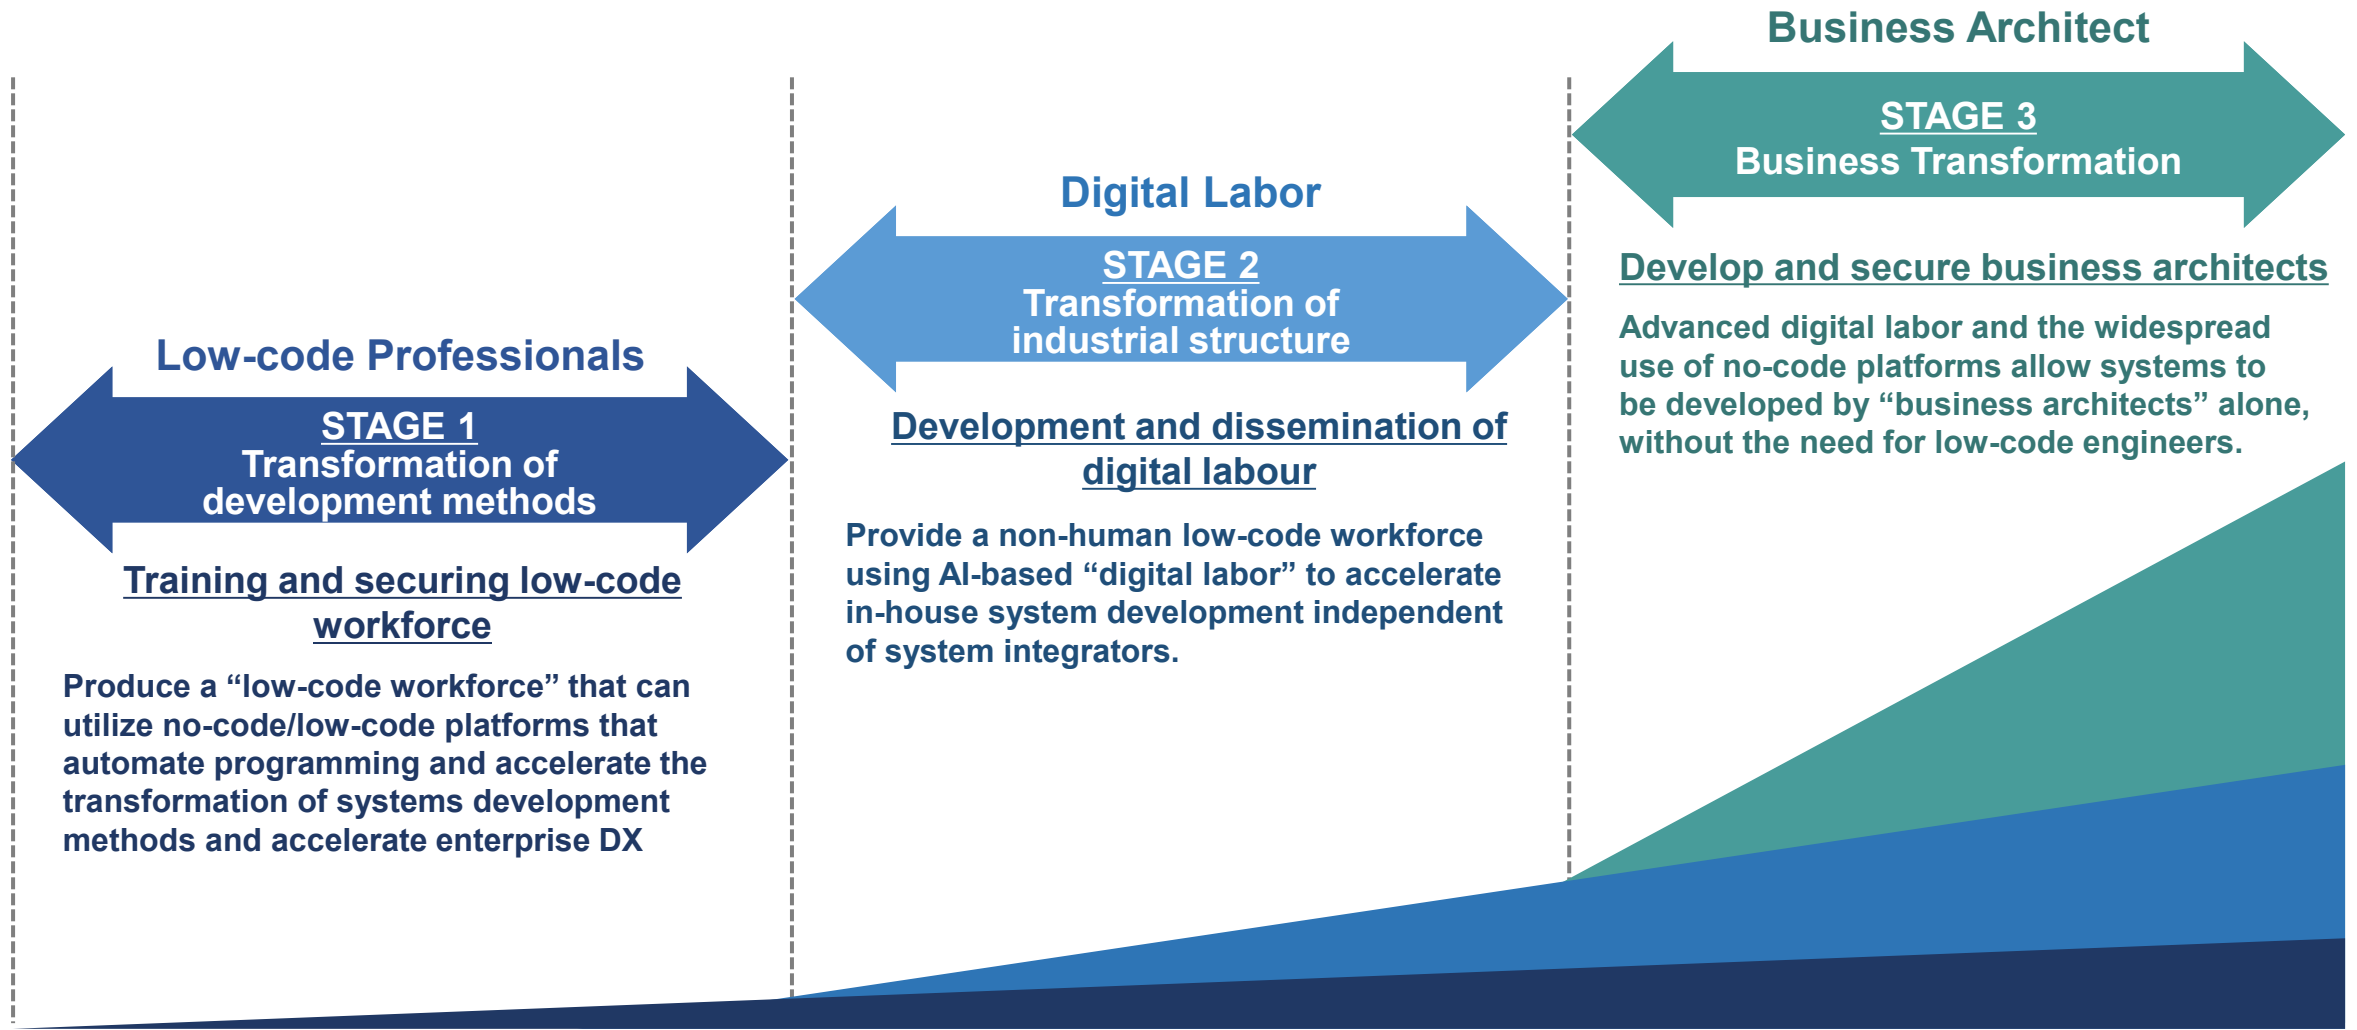 Low-code Professionals
STAGE 1
Transformation of
development methods
Training and securing low-code
workforce
Produce a “low-code workforce” that can
utilize no-code/low-code platforms that
automate programming and accelerate the
transformation of systems development
methods and accelerate enterprise DX
Digital Labor
STAGE 2
Transformation of
industrial structure
Development and dissemination of
digital labour
Provide a non-human low-code workforce
using AI-based “digital labor” to accelerate
in-house system development independent
of system integrators.
Business Architect
STAGE 3
Business Transformation
Develop and secure business architects
Advanced digital labor and the widespread
use of no-code platforms allow systems to
be developed by “business architects” alone,
without the need for low-code engineers.